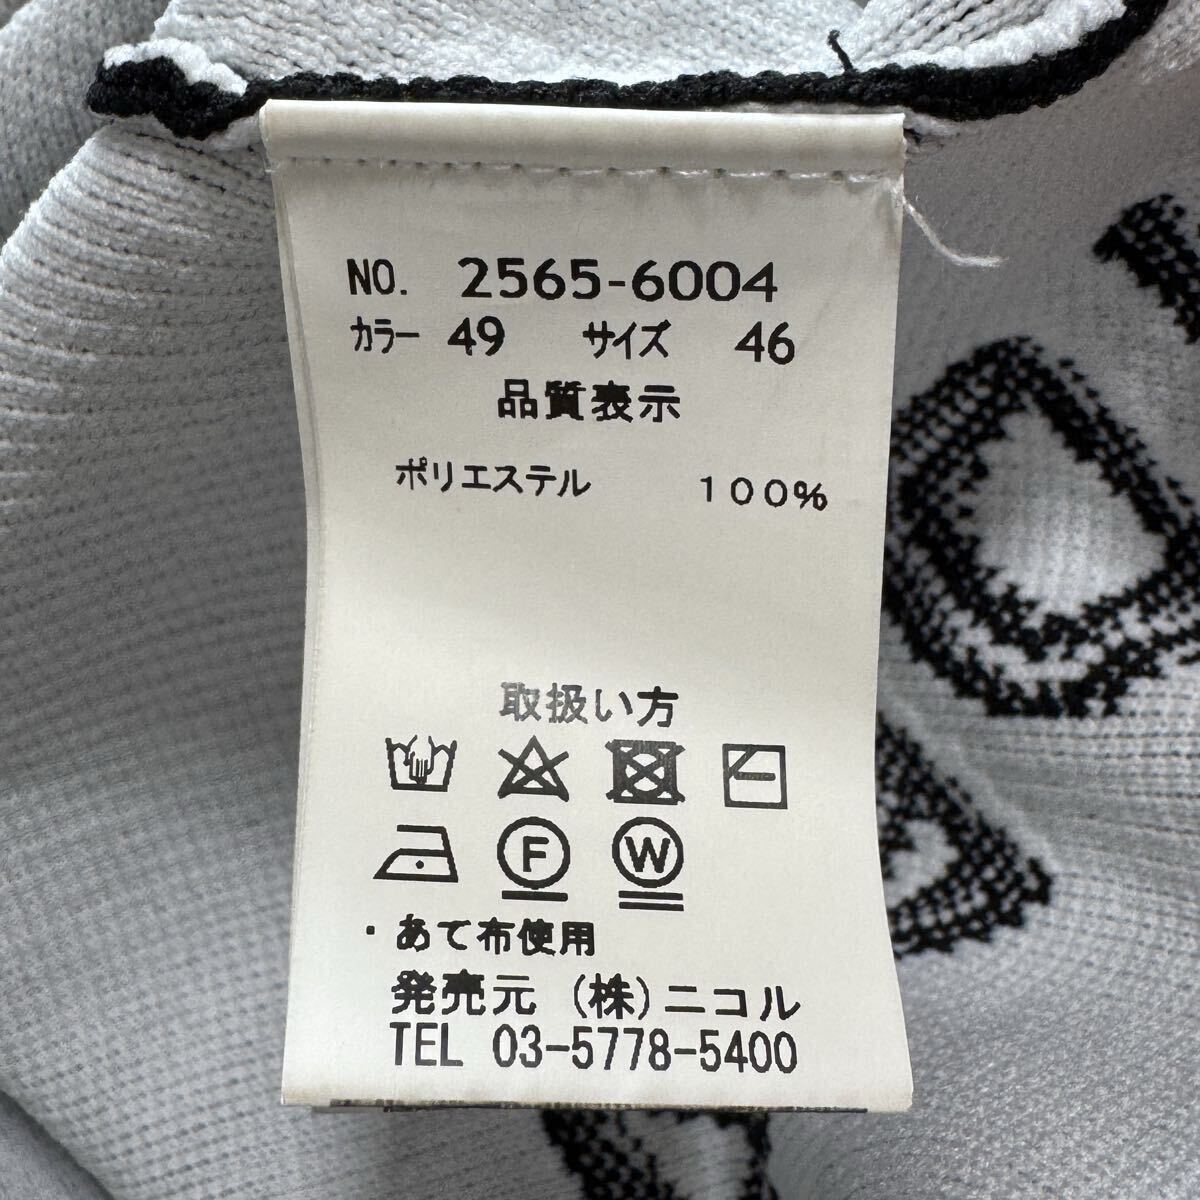 NO. 2565-6004
カラー 49 サイズ 46
品質表示
ポリエステル 100%
取扱い方
F W
・あて布使用
発売元 (株)ニコル
TEL 03-5778-5400